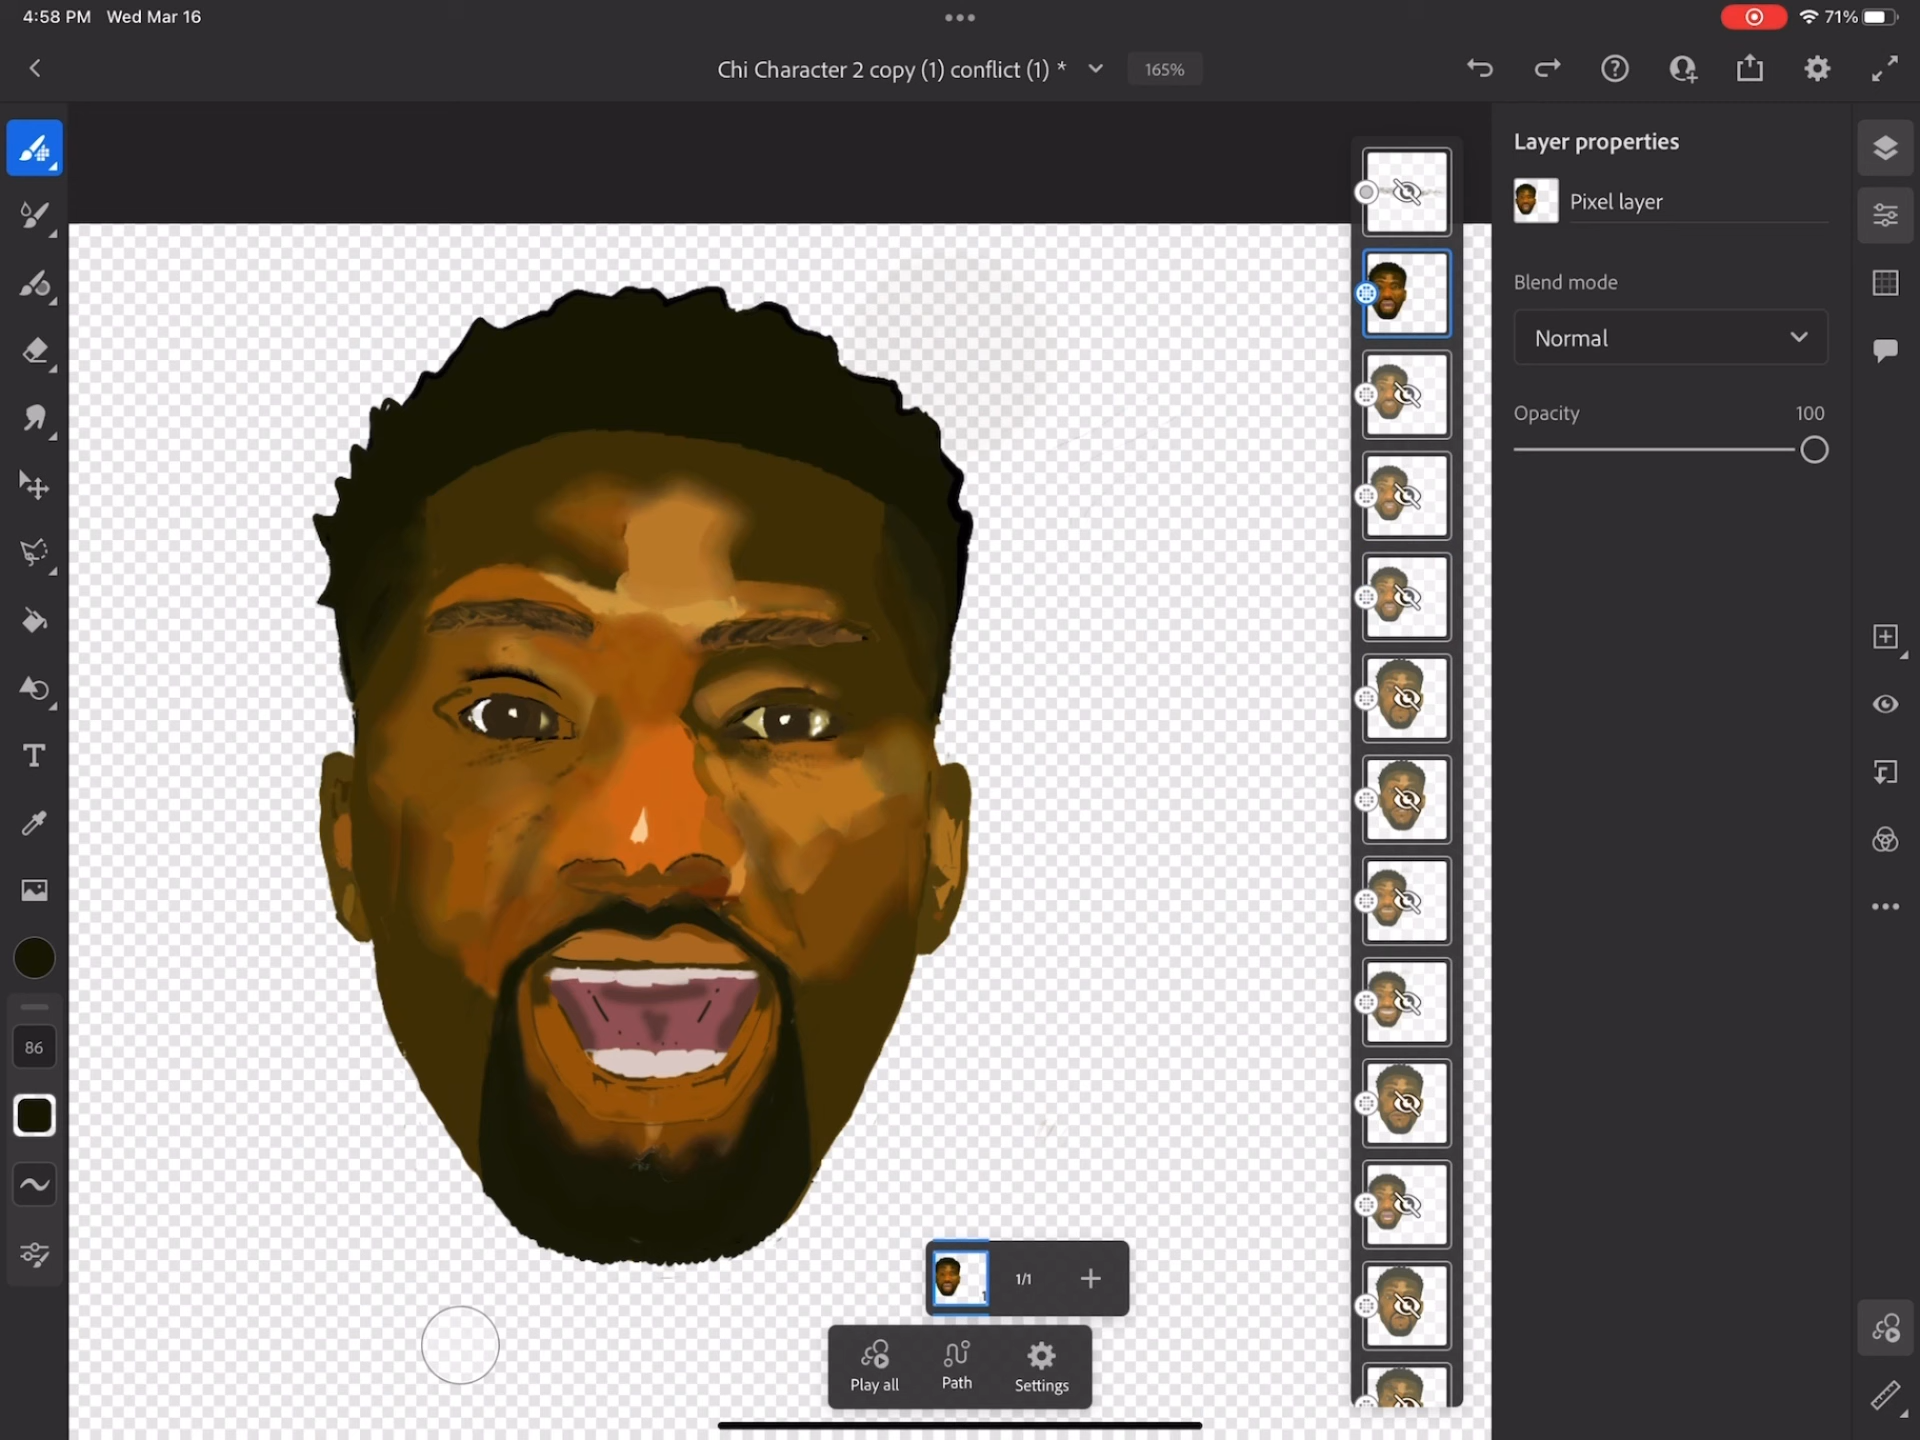 4:58 PM Wed Mar 16
71%
Chi Character 2 copy (1) conflict (1) *
165%
Layer properties
Pixel layer
Blend mode
Normal
Opacity 100
86
1
1/1
Play all
Path
Settings